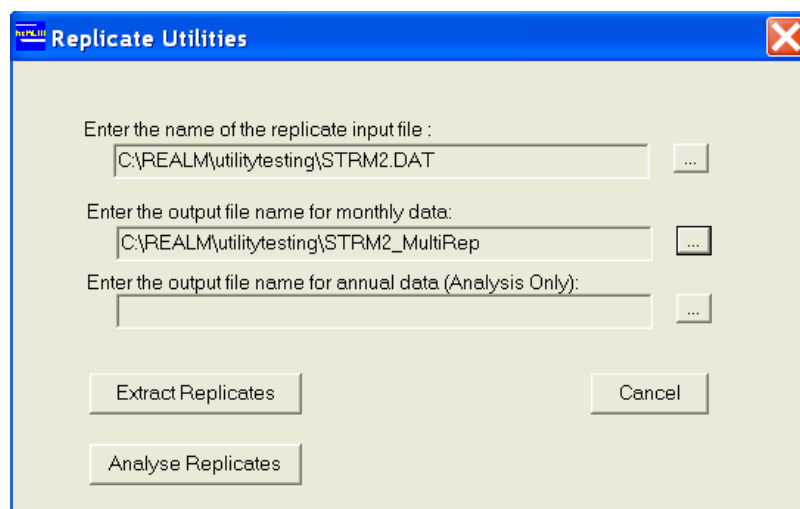 Replicate Utilities
Enter the name of the replicate input file :
C:\REALM\utilitytesting\STRM2.DAT
...
Enter the output file name for monthly data:
C:\REALM\utilitytesting\STRM2_MultiRep
...
Enter the output file name for annual data (Analysis Only):
...
Extract Replicates
Cancel
Analyse Replicates